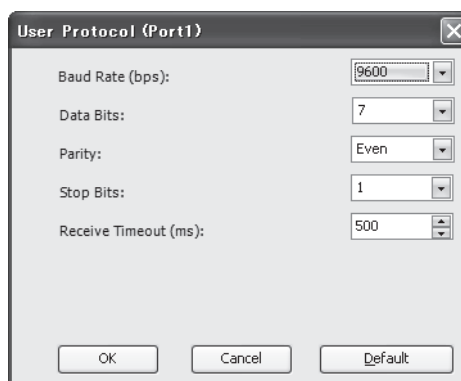 User Protocol (Port1)
Baud Rate (bps): 9600
Data Bits: 7
Parity: Even
Stop Bits: 1
Receive Timeout (ms): 500
OK Cancel Default